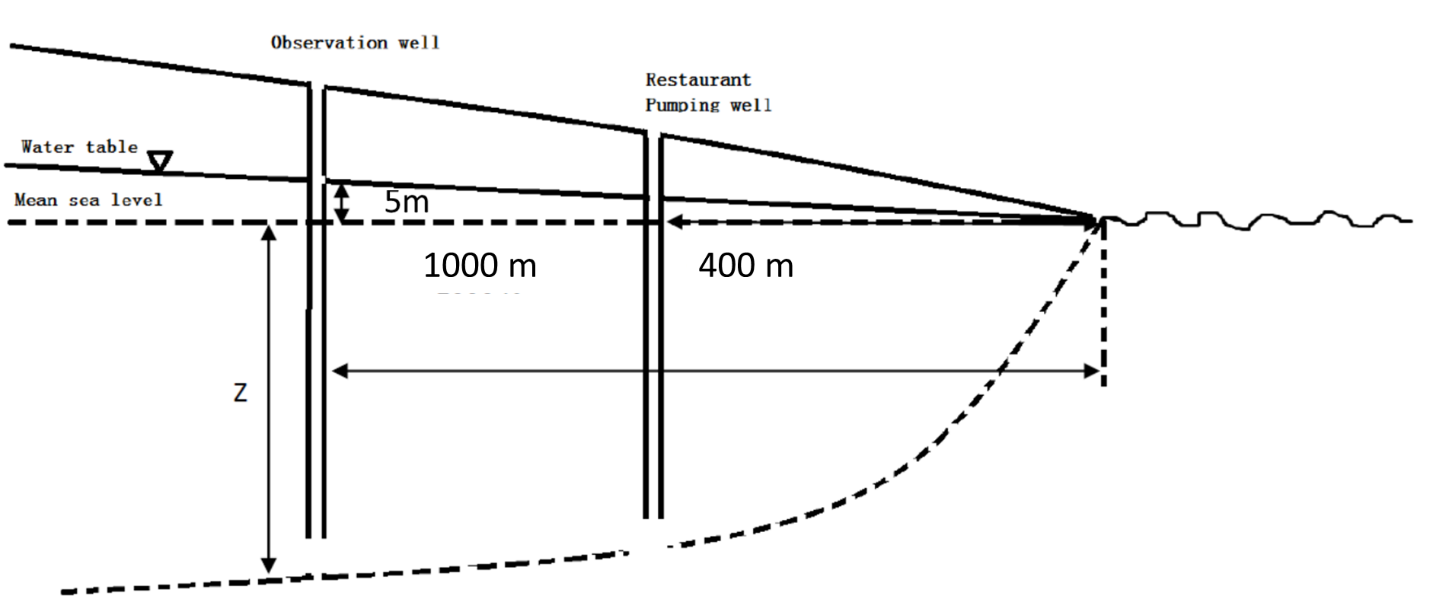 Observation well
Restaurant
Pumping well
Water table
Mean sea level
5m
1000 m
400 m
Z